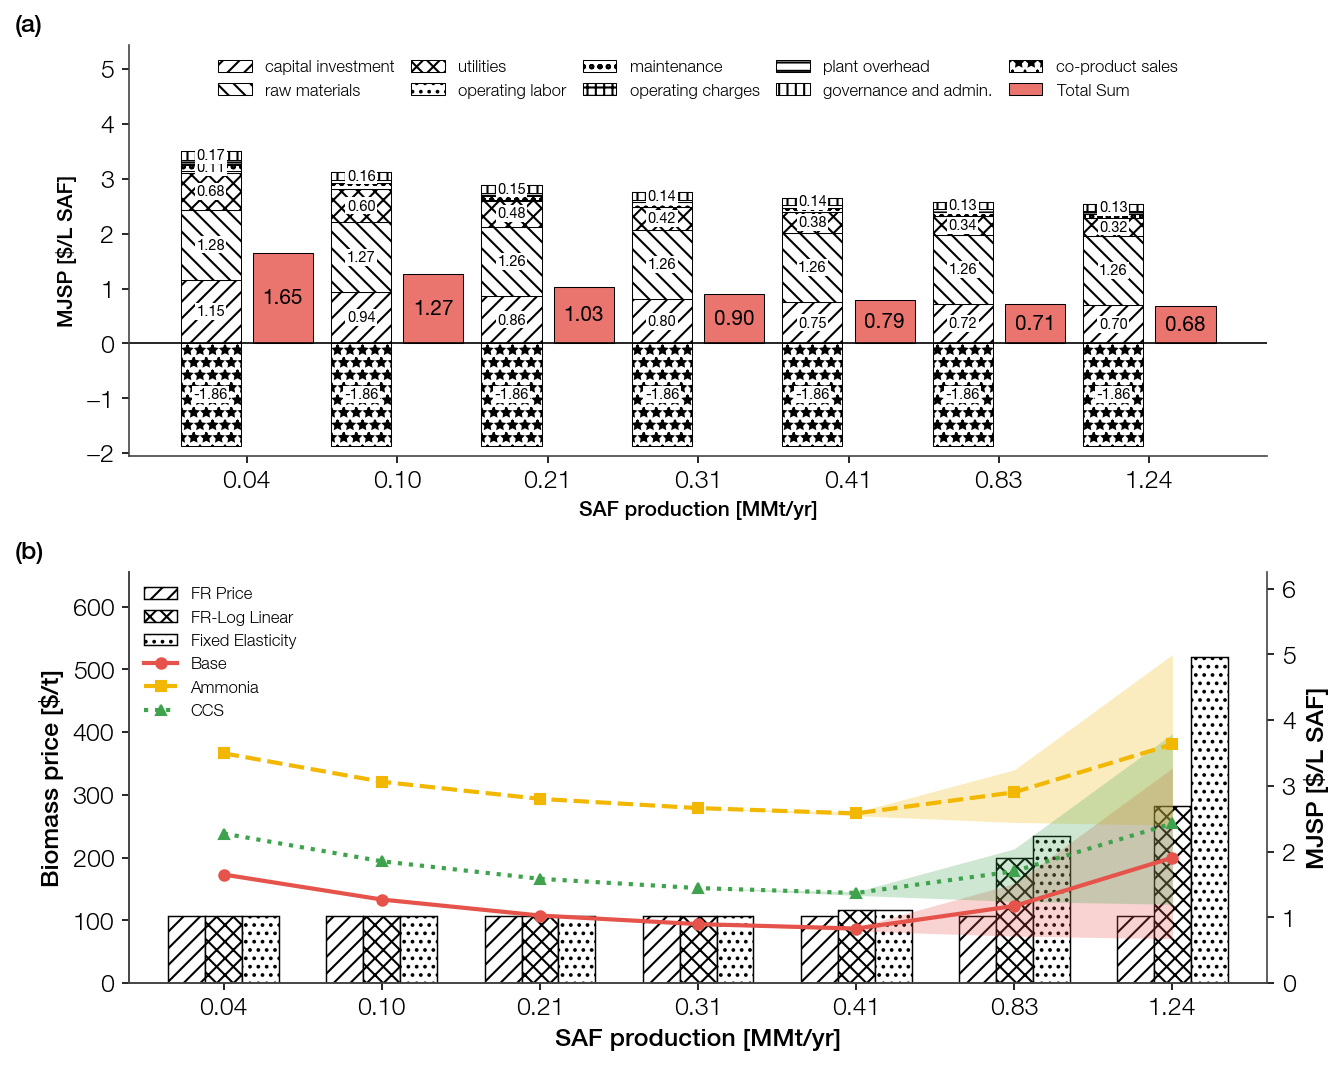 (a)
capital investment
utilities
maintenance
plant overhead
co-product sales
raw materials
operating labor
operating charges
governance and admin.
Total Sum
MJSP [$/L SAF]
5
4
3
2
1
0
−1
−2
0.17
0.11
0.68
1.28
1.15
-1.86
1.65
0.16
0.60
1.27
0.94
-1.86
1.27
0.15
0.48
1.26
0.86
-1.86
1.03
0.14
0.42
1.26
0.80
-1.86
0.90
0.14
0.38
1.26
0.75
-1.86
0.79
0.13
0.34
1.26
0.72
-1.86
0.71
0.13
0.32
1.26
0.70
-1.86
0.68
0.04 0.10 0.21 0.31 0.41 0.83 1.24
SAF production [MMt/yr]
(b)
FR Price
FR-Log Linear
Fixed Elasticity
Base
Ammonia
CCS
Biomass price [$/t]
600
500
400
300
200
100
0
MJSP [$/L SAF]
6
5
4
3
2
1
0
0.04 0.10 0.21 0.31 0.41 0.83 1.24
SAF production [MMt/yr]